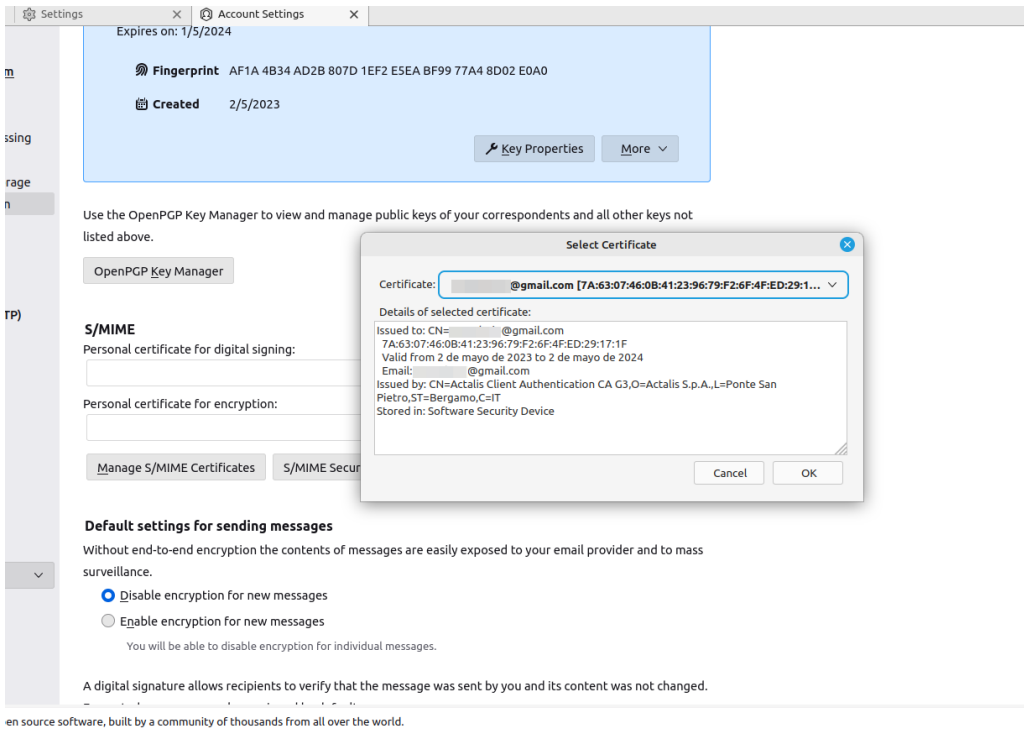 Settings
Account Settings
Expires on: 1/5/2024
Fingerprint AF1A 4B34 AD2B 807D 1EF2 E5EA BF99 77A4 8D02 E0A0
Created 2/5/2023
Key Properties
More
m
ssing
rage
n
TP)
Use the OpenPGP Key Manager to view and manage public keys of your correspondents and all other keys not
listed above.
OpenPGP Key Manager
S/MIME
Personal certificate for digital signing:
Personal certificate for encryption:
Manage S/MIME Certificates
S/MIME Secur
Select Certificate
Certificate: @gmail.com [7A:63:07:46:0B:41:23:96:79:F2:6F:4F:ED:29:1...
Details of selected certificate:
Issued to: CN= @gmail.com
7A:63:07:46:0B:41:23:96:79:F2:6F:4F:ED:29:17:1F
Valid from 2 de mayo de 2023 to 2 de mayo de 2024
Email: @gmail.com
Issued by: CN=Actalis Client Authentication CA G3,O=Actalis S.p.A.,L=Ponte San
Pietro,ST=Bergamo,C=IT
Stored in: Software Security Device
Cancel
OK
Default settings for sending messages
Without end-to-end encryption the contents of messages are easily exposed to your email provider and to mass
surveillance.
Disable encryption for new messages
Enable encryption for new messages
You will be able to disable encryption for individual messages.
A digital signature allows recipients to verify that the message was sent by you and its content was not changed.
en source software, built by a community of thousands from all over the world.